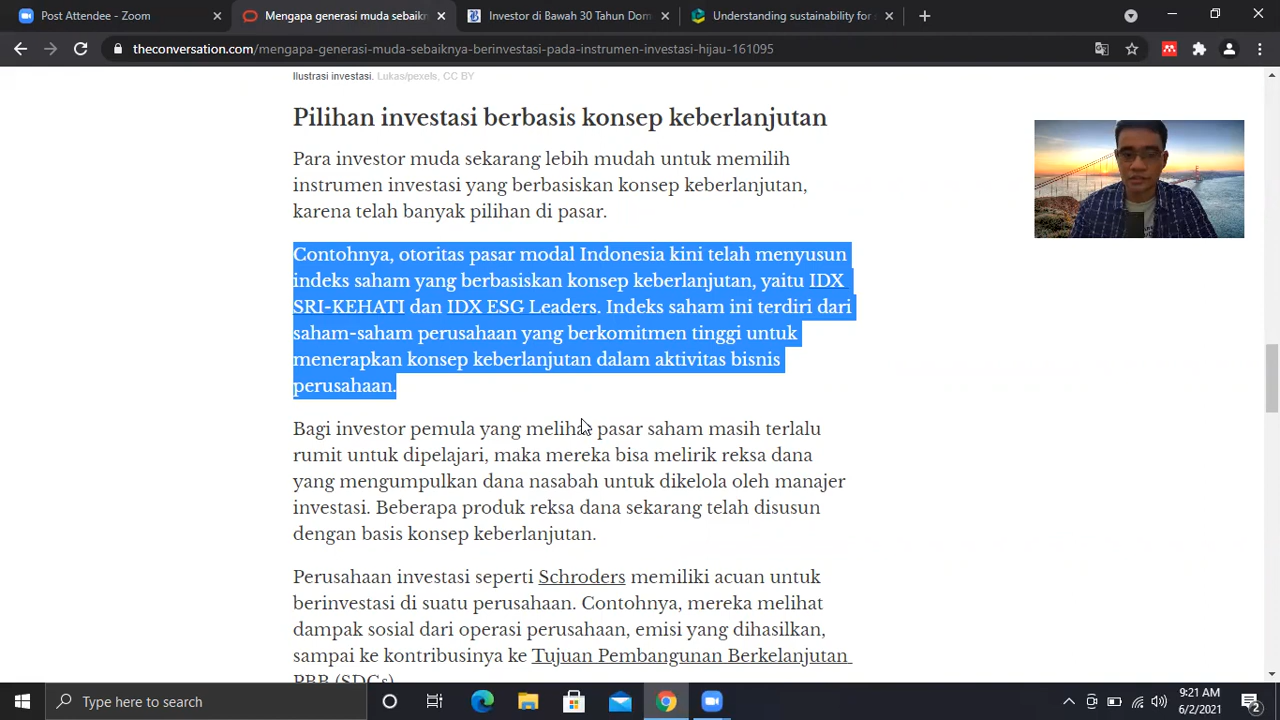 Post Attendee - Zoom
Mengapa generasi muda sebaik
Investor di Bawah 30 Tahun Dom
Understanding sustainability for
theconversation.com/mengapa-generasi-muda-sebaiknya-berinvestasi-pada-instrumen-investasi-hijau-161095
Ilustrasi investasi. Lukas/pexels, CC BY
Pilihan investasi berbasis konsep keberlanjutan
Para investor muda sekarang lebih mudah untuk memilih
instrumen investasi yang berbasiskan konsep keberlanjutan,
karena telah banyak pilihan di pasar.
Contohnya, otoritas pasar modal Indonesia kini telah menyusun
indeks saham yang berbasiskan konsep keberlanjutan, yaitu IDX
SRI-KEHATI dan IDX ESG Leaders. Indeks saham ini terdiri dari
saham-saham perusahaan yang berkomitmen tinggi untuk
menerapkan konsep keberlanjutan dalam aktivitas bisnis
perusahaan.
Bagi investor pemula yang melihat pasar saham masih terlalu
rumit untuk dipelajari, maka mereka bisa melirik reksa dana
yang mengumpulkan dana nasabah untuk dikelola oleh manajer
investasi. Beberapa produk reksa dana sekarang telah disusun
dengan basis konsep keberlanjutan.
Perusahaan investasi seperti Schroders memiliki acuan untuk
berinvestasi di suatu perusahaan. Contohnya, mereka melihat
dampak sosial dari operasi perusahaan, emisi yang dihasilkan,
sampai ke kontribusinya ke Tujuan Pembangunan Berkelanjutan
PBB (SDGs)
Type here to search
9:21 AM
6/2/2021
2